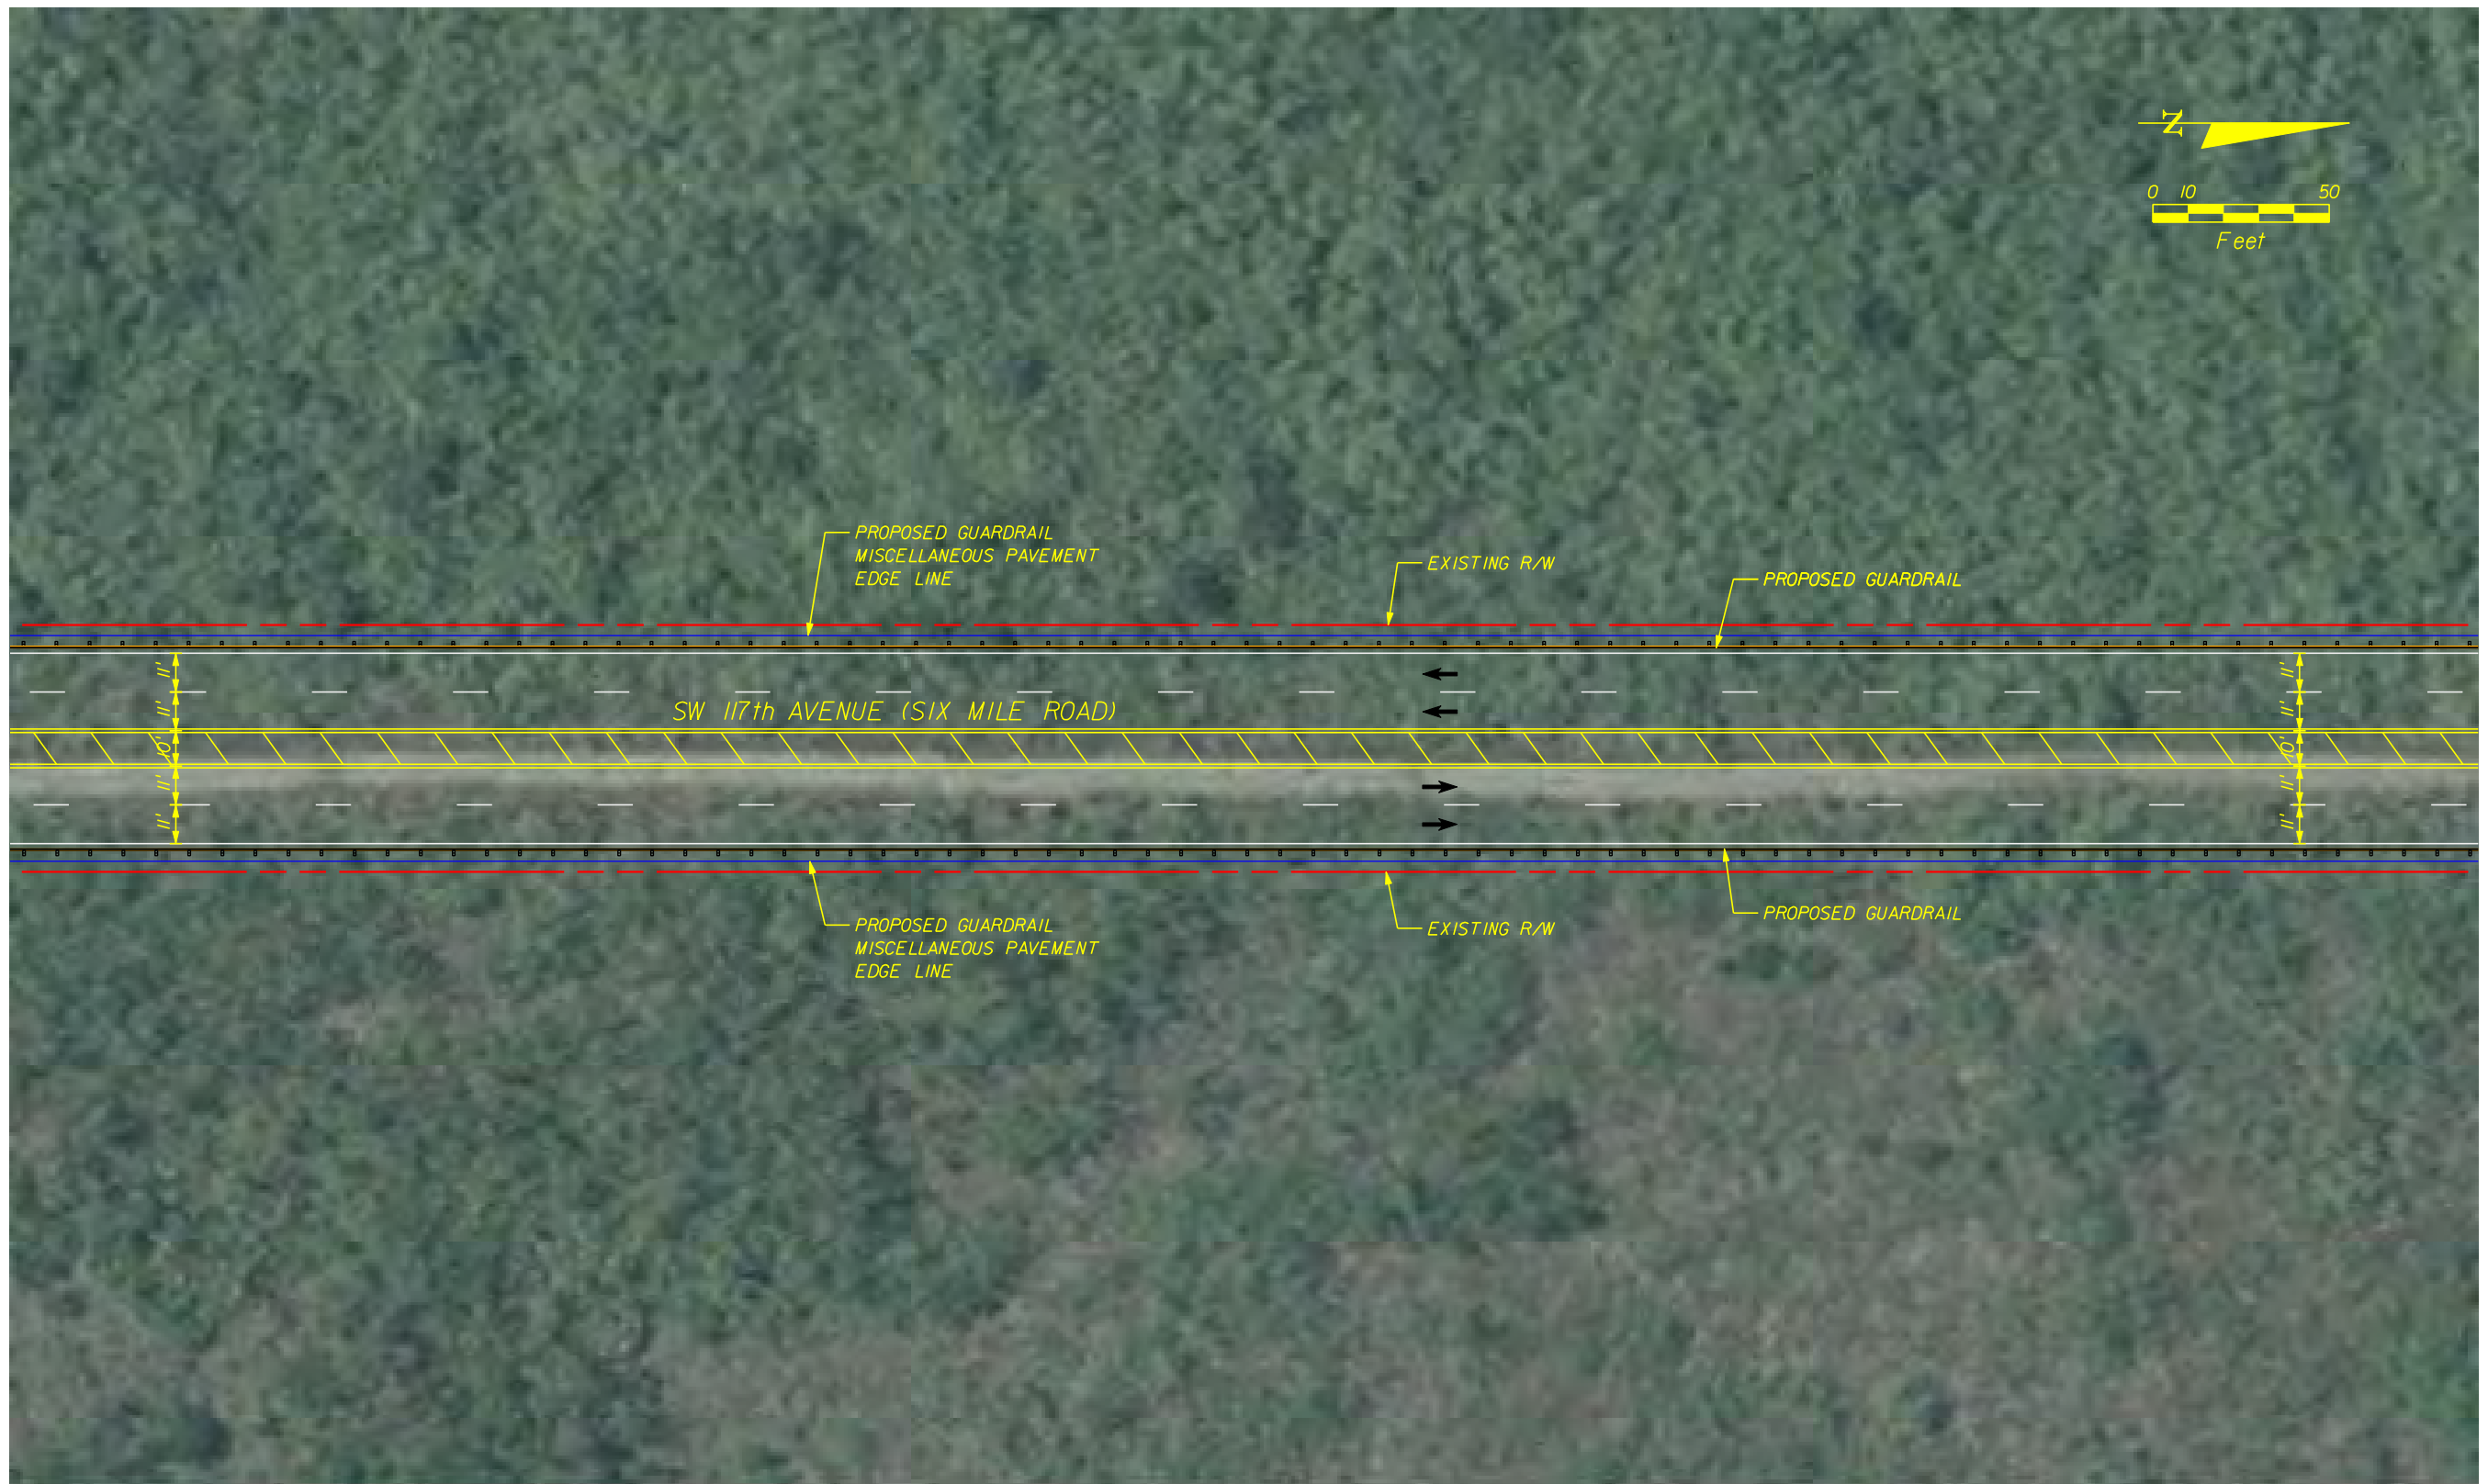 N
0 10 50
Feet
PROPOSED GUARDRAIL
MISCELLANEOUS PAVEMENT
EDGE LINE
EXISTING R/W
PROPOSED GUARDRAIL
11'
11'
10'
11'
11'
SW 117th AVENUE (SIX MILE ROAD)
11'
11'
10'
11'
11'
PROPOSED GUARDRAIL
MISCELLANEOUS PAVEMENT
EDGE LINE
EXISTING R/W
PROPOSED GUARDRAIL